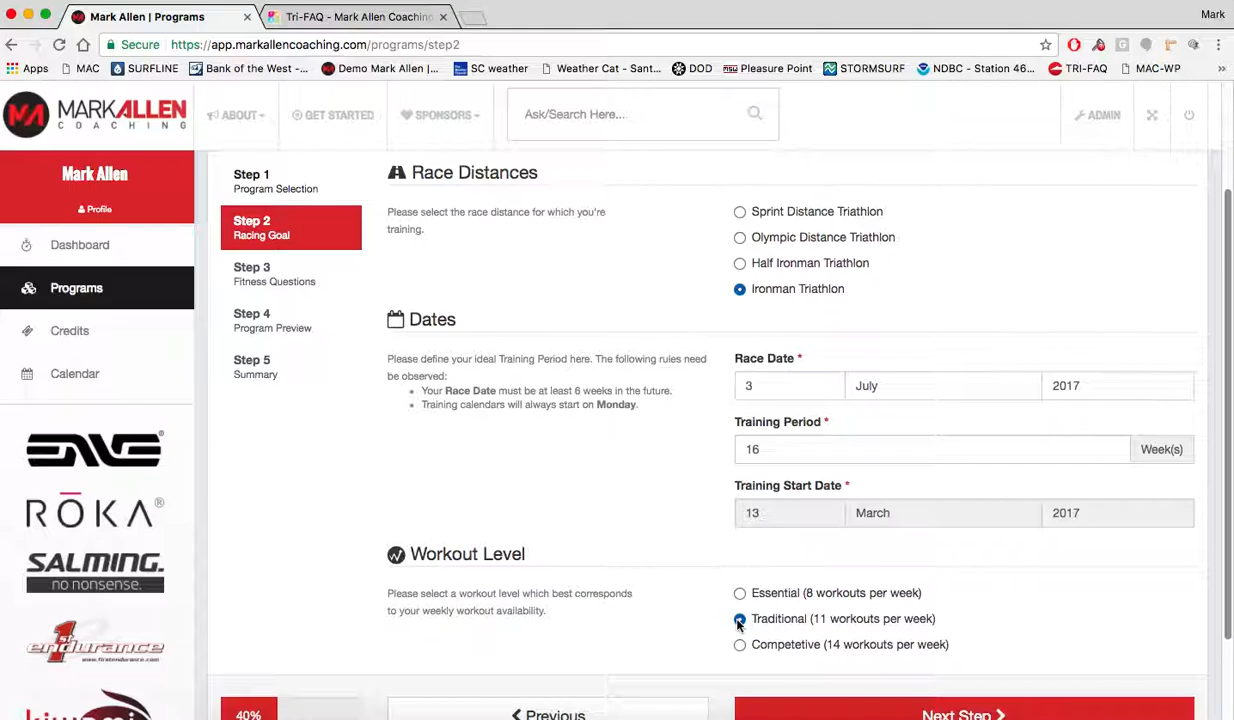 Mark Allen | Programs
Tri-FAQ - Mark Allen Coaching
Mark
Secure https://app.markallencoaching.com/programs/step2
Apps MAC SURFLINE Bank of the West -... Demo Mark Allen |... SC weather Weather Cat - Sant... DOD Pleasure Point STORMSURF NDBC - Station 46... TRI-FAQ MAC-WP »
MA MARKALLEN
COACHING
ABOUT
GET STARTED
SPONSORS
Ask/Search Here...
ADMIN
Mark Allen
Profile
Dashboard
Programs
Credits
Calendar
ENVE
RŌKA®
SALMING.
no nonsense.
1st
endurance
www.firstendurance.com
Step 1
Program Selection
Step 2
Racing Goal
Step 3
Fitness Questions
Step 4
Program Preview
Step 5
Summary
Race Distances
Please select the race distance for which you're
training.
Sprint Distance Triathlon
Olympic Distance Triathlon
Half Ironman Triathlon
Ironman Triathlon
Dates
Please define your ideal Training Period here. The following rules need
to be observed:
• Your Race Date must be at least 6 weeks in the future.
• Training calendars will always start on Monday.
Race Date *
3 July 2017
Training Period *
16 Week(s)
Training Start Date *
13 March 2017
Workout Level
Please select a workout level which best corresponds
to your weekly workout availability.
Essential (8 workouts per week)
Traditional (11 workouts per week)
Competetive (14 workouts per week)
40%
Previous
Next Step